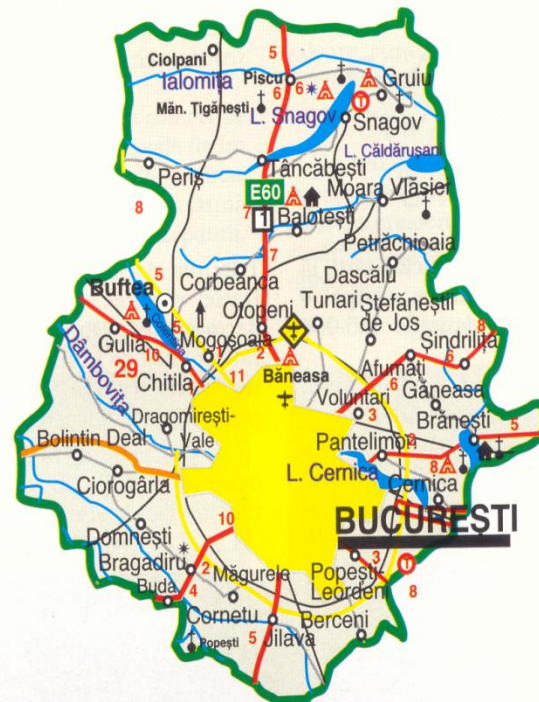 5
Ciolpani
Ialomița
Piscu
6
6
Gruiu
Măn. Țigănești
L. Snagov
T
Snagov
L. Căldărușani
Periș
Tâncăbești
8
E60
Moara Vlăsiei
7
1
Balotești
Petrăchioaia
7
Dascălu
Corbeanca
5
Buftea
Otopeni
Tunari
Ștefăneștii
de Jos
5
Colentina
Gulia
10
Mogoșoaia
1
2
Șindrilița
8
6
29
Dâmbovița
Chitila
11
Băneasa
Afumați
6
Găneasa
Voluntari
3
Brănești
5
Dragomirești-
Vale
Bolintin Deal
Pantelimon
2
8
L. Cernica
Ciorogârla
Cernica
10
BUCUREȘTI
Domnești
Bragadiru
2
Măgurele
3
T
Popești-
Leordeni
8
Buda
4
Cornetu
5
Jilava
Berceni
Popești